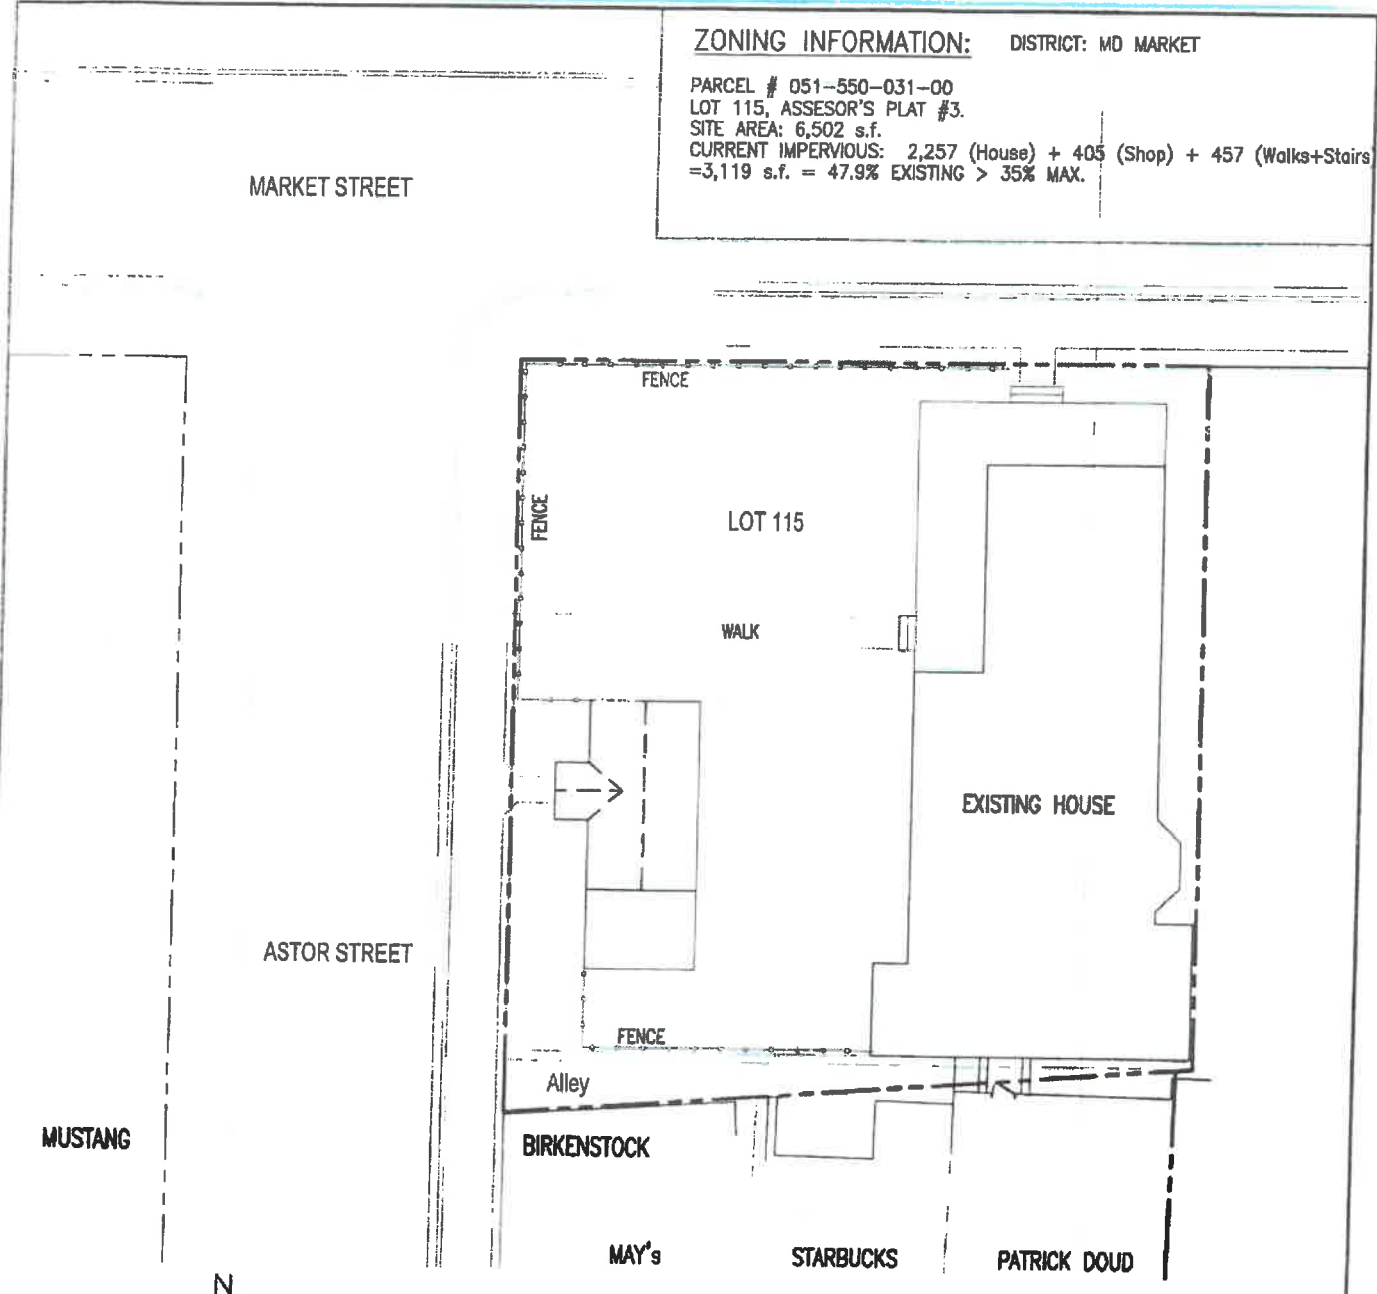 ZONING INFORMATION: DISTRICT: MD MARKET
PARCEL # 051-550-031-00
LOT 115, ASSESOR'S PLAT #3.
SITE AREA: 6,502 s.f.
CURRENT IMPERVIOUS: 2,257 (House) + 405 (Shop) + 457 (Walks+Stairs
=3,119 s.f. = 47.9% EXISTING > 35% MAX.
MARKET STREET
FENCE
FENCE
LOT 115
WALK
EXISTING HOUSE
ASTOR STREET
FENCE
Alley
MUSTANG
BIRKENSTOCK
MAY's
STARBUCKS
PATRICK DOUD
N